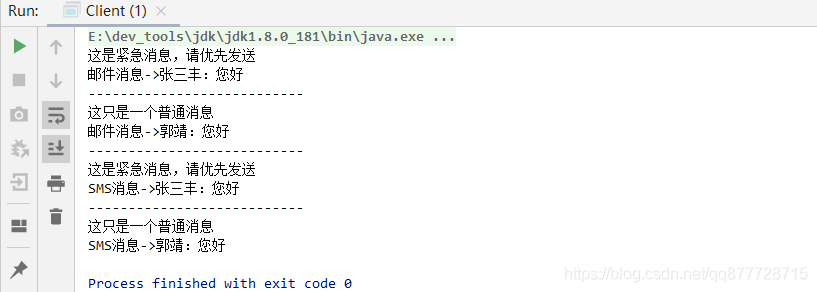 Run: Client (1)
E:\dev_tools\jdk\jdk1.8.0_181\bin\java.exe ...
这是紧急消息，请优先发送
邮件消息->张三丰：您好
---------------------------
这只是一个普通消息
邮件消息->郭靖：您好
---------------------------
这是紧急消息，请优先发送
SMS消息->张三丰：您好
---------------------------
这只是一个普通消息
SMS消息->郭靖：您好
Process finished with exit code 0
https://blog.csdn.net/qq877728715